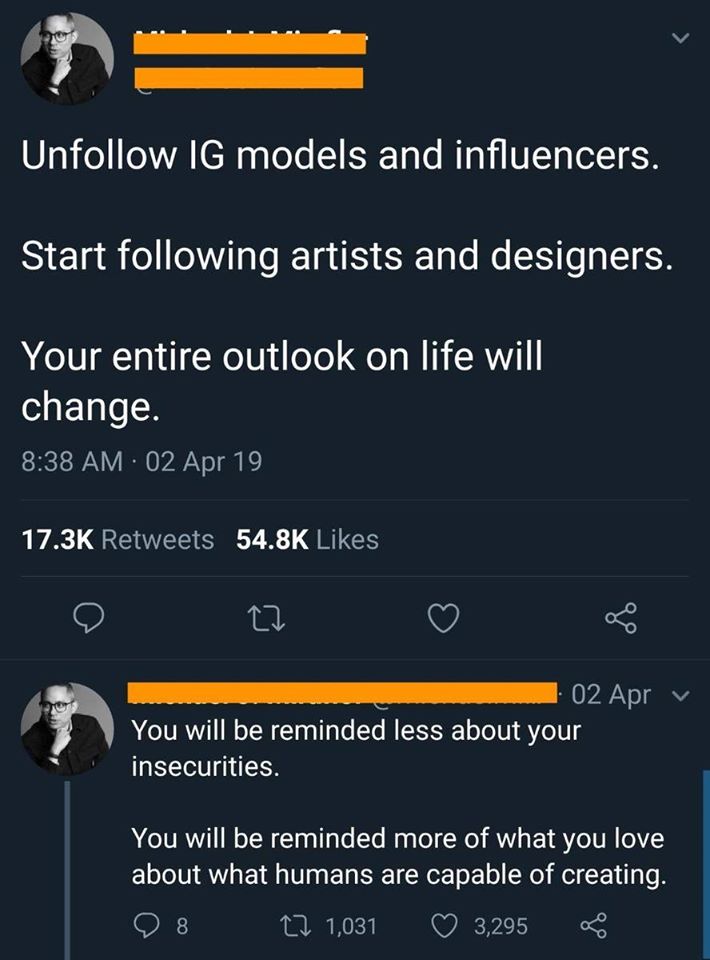 Unfollow IG models and influencers.
Start following artists and designers.
Your entire outlook on life will
change.
8:38 AM · 02 Apr 19
17.3K Retweets 54.8K Likes
· 02 Apr
You will be reminded less about your
insecurities.
You will be reminded more of what you love
about what humans are capable of creating.
8 1,031 3,295